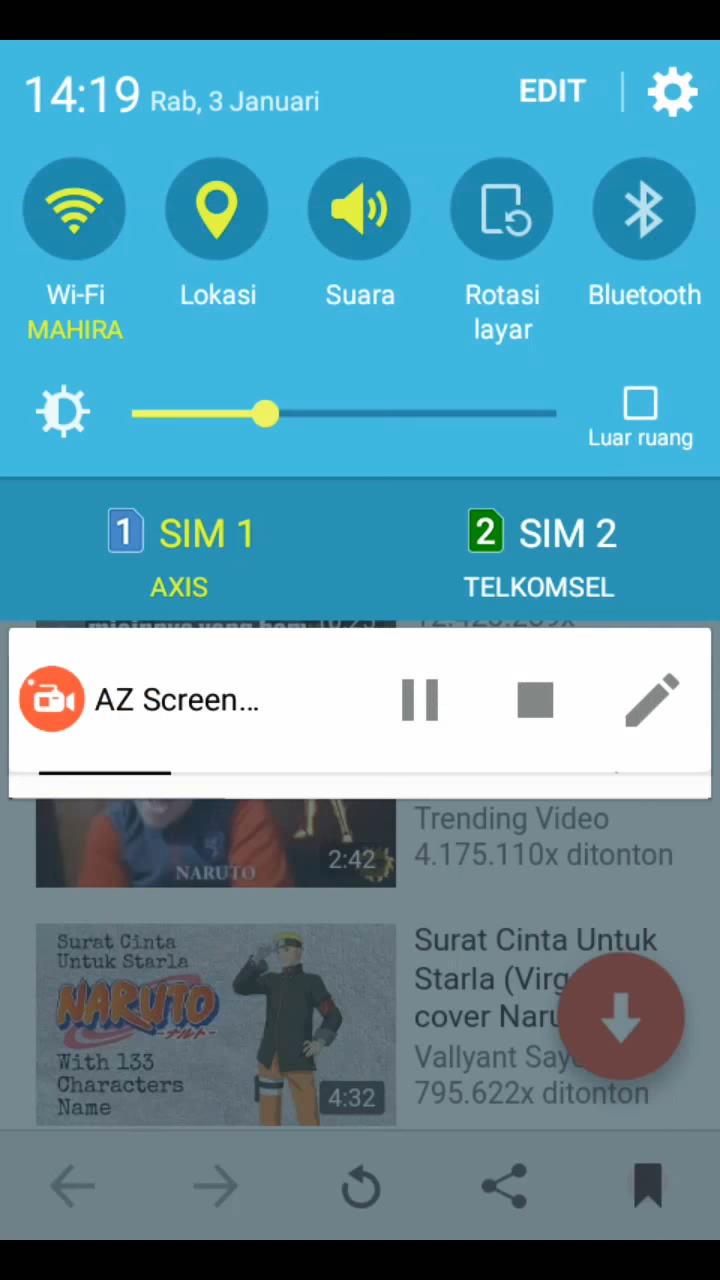 14:19 Rab, 3 Januari
EDIT
Wi-Fi
MAHIRA
Lokasi
Suara
Rotasi
layar
Bluetooth
Luar ruang
1 SIM 1
AXIS
2 SIM 2
TELKOMSEL
AZ Screen...
NARUTO
2:42
Trending Video
4.175.110x ditonton
Surat Cinta
Untuk Starla
NARUTO
With 133
Characters
Name
4:32
Surat Cinta Untuk
Starla (Virg
cover Naru
Vallyant Say
795.622x ditonton